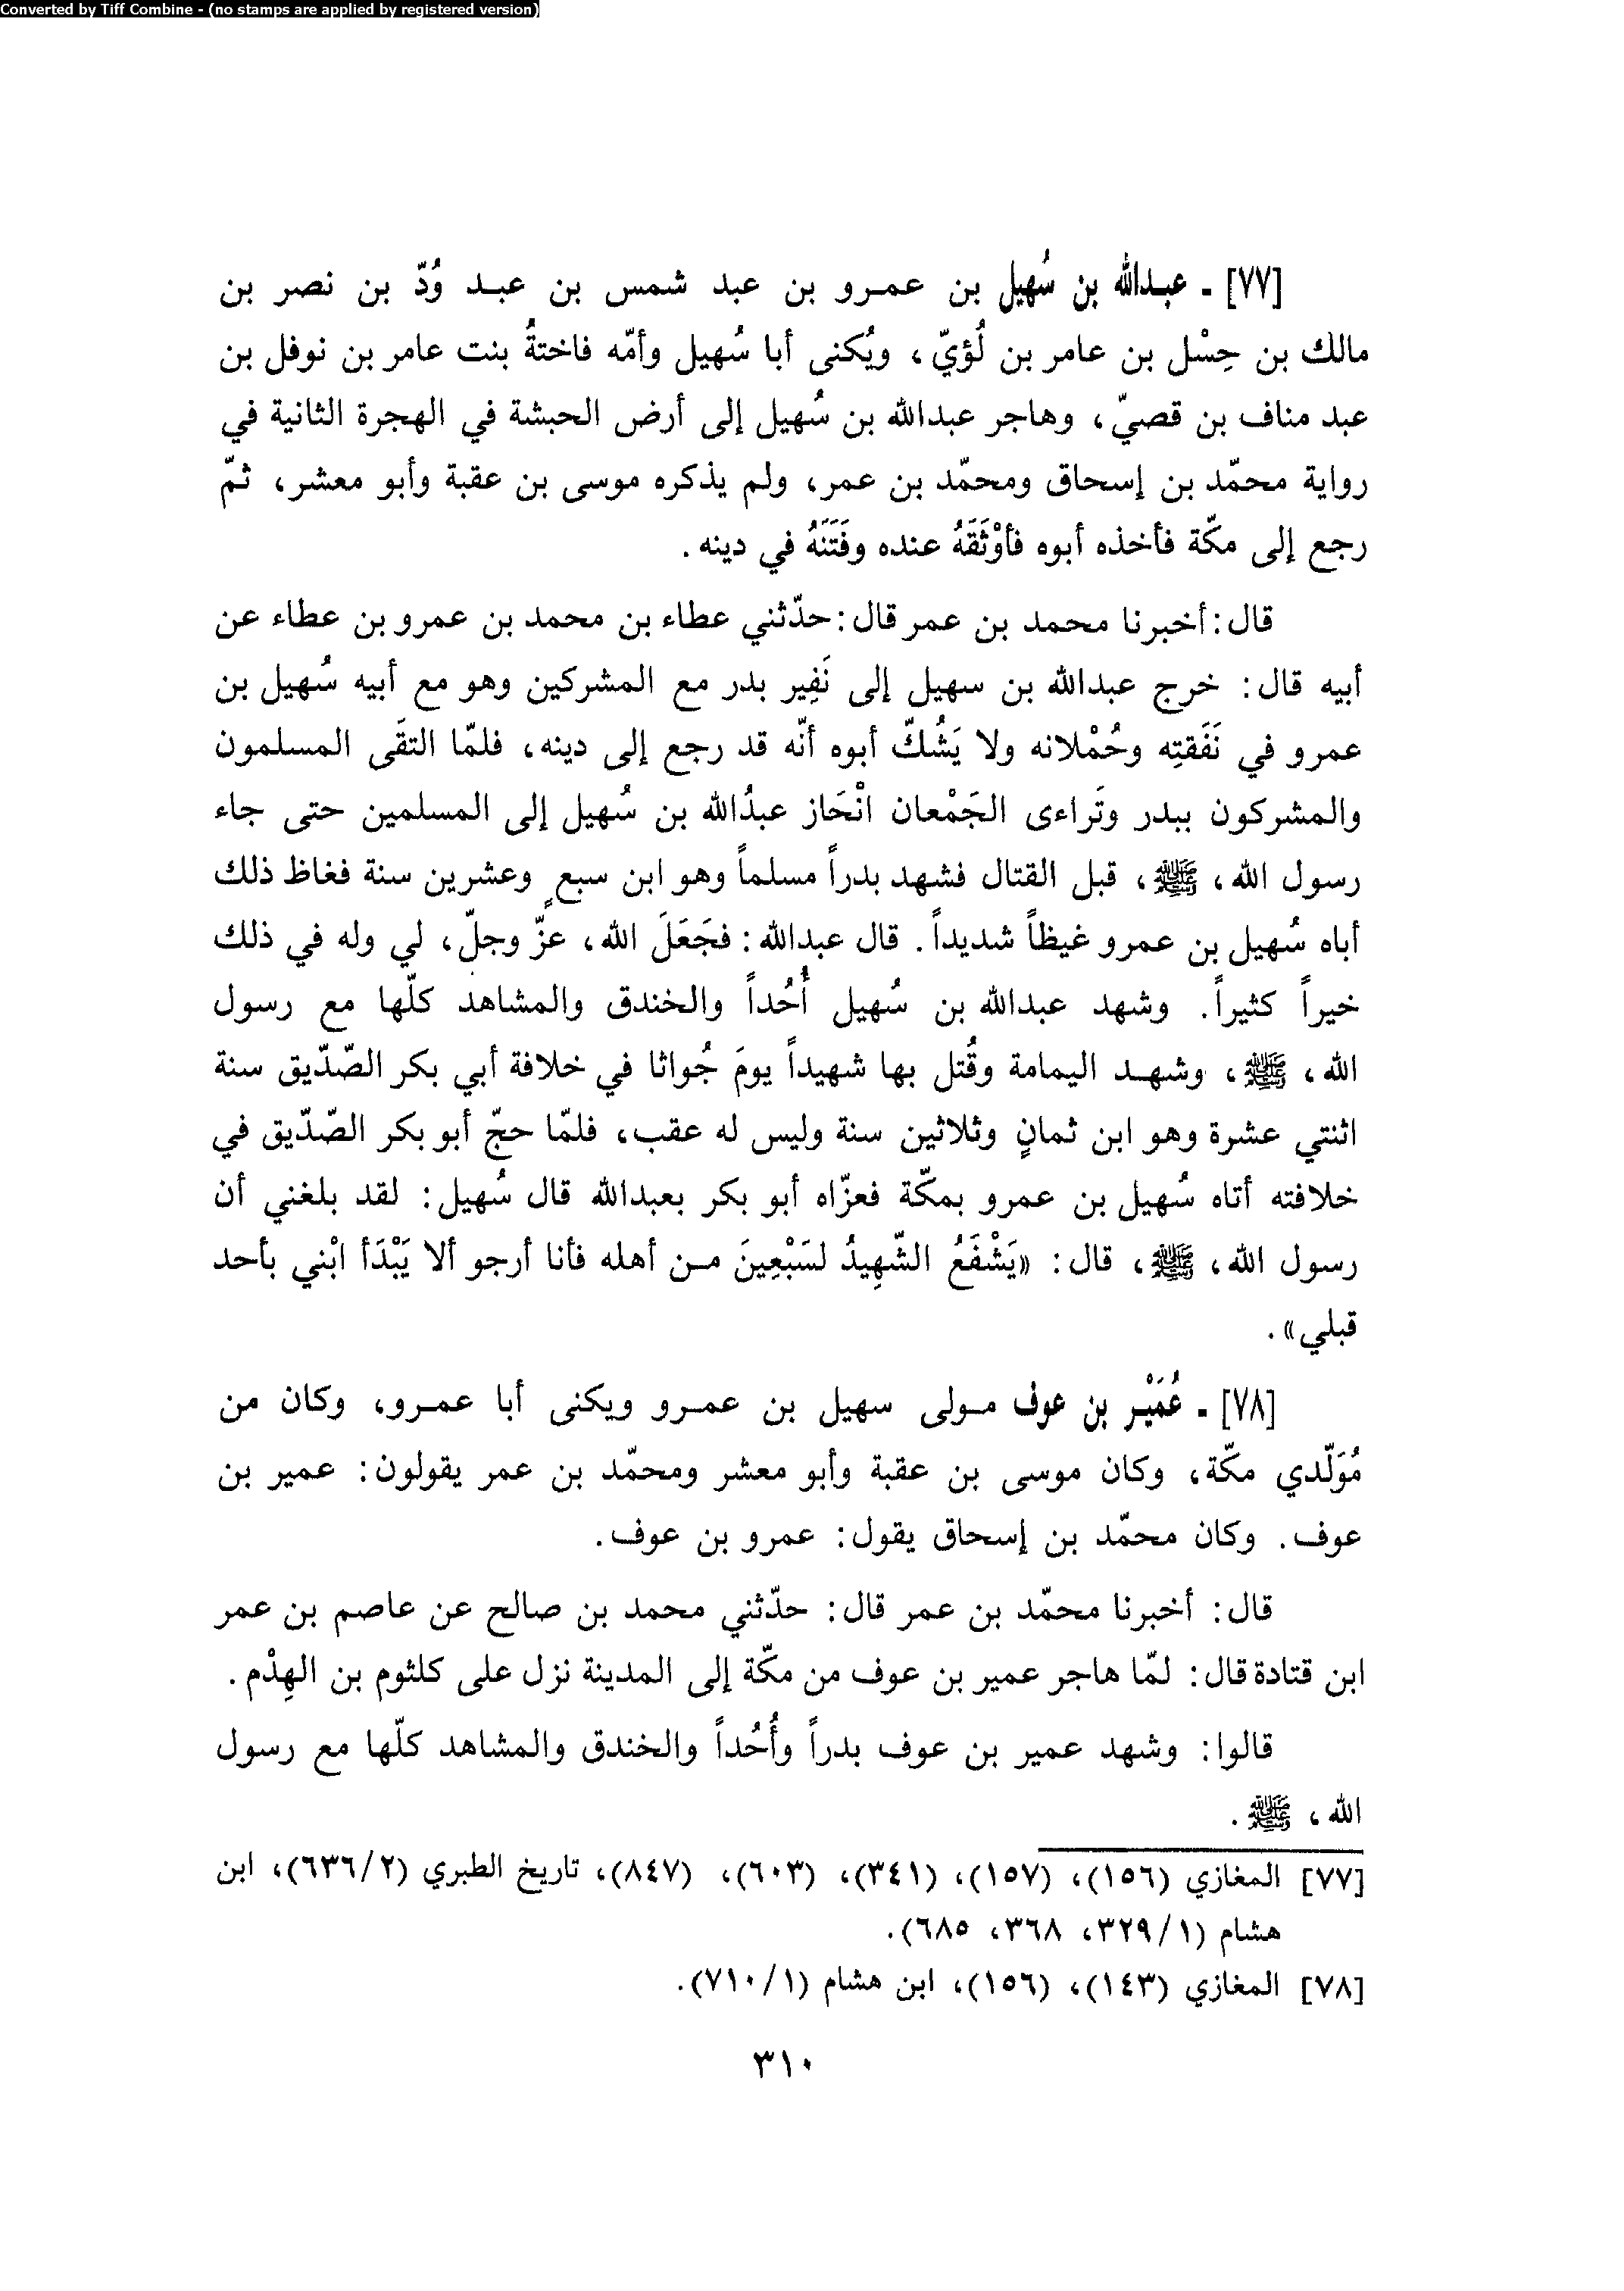 Converted by Tiff Combine - (no stamps are applied by registered version)
[٧٧] ـ عبدالله بن سُهيل بن عمرو بن عبد شمس بن عبد وُدّ بن نصر بن
مالك بن حِسْل بن عامر بن لُؤيّ، ويُكنى أبا سُهيل وأمّه فاختةُ بنت عامر بن نوفل بن
عبد مناف بن قصيّ، وهاجر عبدالله بن سُهيل إلى أرض الحبشة في الهجرة الثانية في
رواية محمّد بن إسحاق ومحمّد بن عمر، ولم يذكره موسى بن عقبة وأبو معشر، ثمّ
رجع إلى مكّة فأخذه أبوه فأوْثَقَهُ عنده وفَتَنَهُ في دينه.
قال: أخبرنا محمد بن عمر قال: حدّثني عطاء بن محمد بن عمرو بن عطاء عن
أبيه قال: خرج عبدالله بن سهيل إلى نَفِير بدر مع المشركين وهو مع أبيه سُهيل بن
عمرو في نَفَقتِه وحُمْلانه ولا يَشُكّ أبوه أنّه قد رجع إلى دينه، فلمّا التقَى المسلمون
والمشركون ببدر وتَراءى الجَمْعان انْحَاز عبدُالله بن سُهيل إلى المسلمين حتى جاء
رسول الله، ﷺ، قبل القتال فشهد بدراً مسلماً وهو ابن سبعٍ وعشرين سنة فغاظ ذلك
أباه سُهيل بن عمرو غيظاً شديداً. قال عبدالله: فجَعَلَ الله، عزّ وجلّ، لي وله في ذلك
خيراً كثيراً. وشهد عبدالله بن سُهيل أُحُداً والخندق والمشاهد كلّها مع رسول
الله، ﷺ، وشهد اليمامة وقُتل بها شهيداً يومَ جُواثا في خلافة أبي بكر الصّدّيق سنة
اثنتي عشرة وهو ابن ثمانٍ وثلاثين سنة وليس له عقب، فلمّا حجّ أبو بكر الصّدّيق في
خلافته أتاه سُهيل بن عمرو بمكّة فعزّاه أبو بكر بعبدالله قال سُهيل: لقد بلغني أن
رسول الله، ﷺ، قال: «يَشْفَعُ الشّهِيدُ لسَبْعِينَ من أهله فأنا أرجو ألا يَبْدَأ ابْني بأحد
قبلي».
[٧٨] ـ عُمَيْر بن عوف مولى سهيل بن عمرو ويكنى أبا عمرو، وكان من
مُوَلّدي مكّة، وكان موسى بن عقبة وأبو معشر ومحمّد بن عمر يقولون: عمير بن
عوف. وكان محمّد بن إسحاق يقول: عمرو بن عوف.
قال: أخبرنا محمّد بن عمر قال: حدّثني محمد بن صالح عن عاصم بن عمر
ابن قتادة قال: لمّا هاجر عمير بن عوف من مكّة إلى المدينة نزل على كلثوم بن الهِدْم.
قالوا: وشهد عمير بن عوف بدراً وأُحُداً والخندق والمشاهد كلّها مع رسول
الله، ﷺ.
[٧٧] المغازي (١٥٦)، (١٥٧)، (٣٤١)، (٦٠٣)، (٨٤٧)، تاريخ الطبري (٦٣٦/٢)، ابن
هشام (٣٢٩/١، ٣٦٨، ٦٨٥).
[٧٨] المغازي (١٤٣)، (١٥٦)، ابن هشام (٧١٠/١).
٣١٠